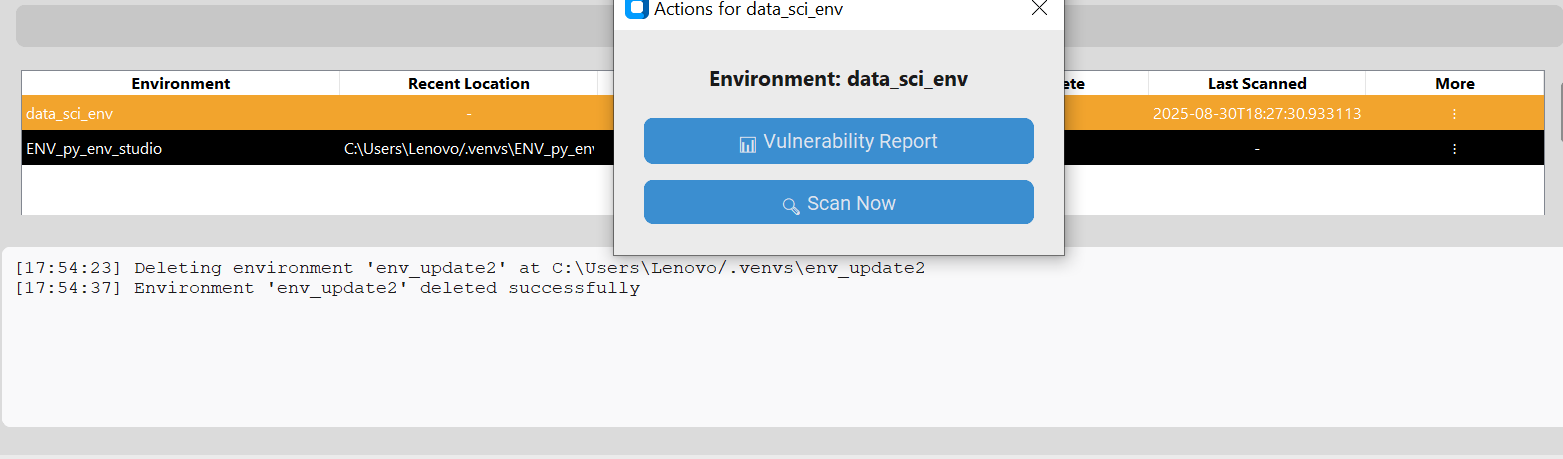 Actions for data_sci_env
Environment: data_sci_env
Vulnerability Report
Scan Now
Environment Recent Location ete Last Scanned More
data_sci_env - 2025-08-30T18:27:30.933113 ⋮
ENV_py_env_studio C:\Users\Lenovo/.venvs\ENV_py_env - ⋮
[17:54:23] Deleting environment 'env_update2' at C:\Users\Lenovo/.venvs\env_update2
[17:54:37] Environment 'env_update2' deleted successfully